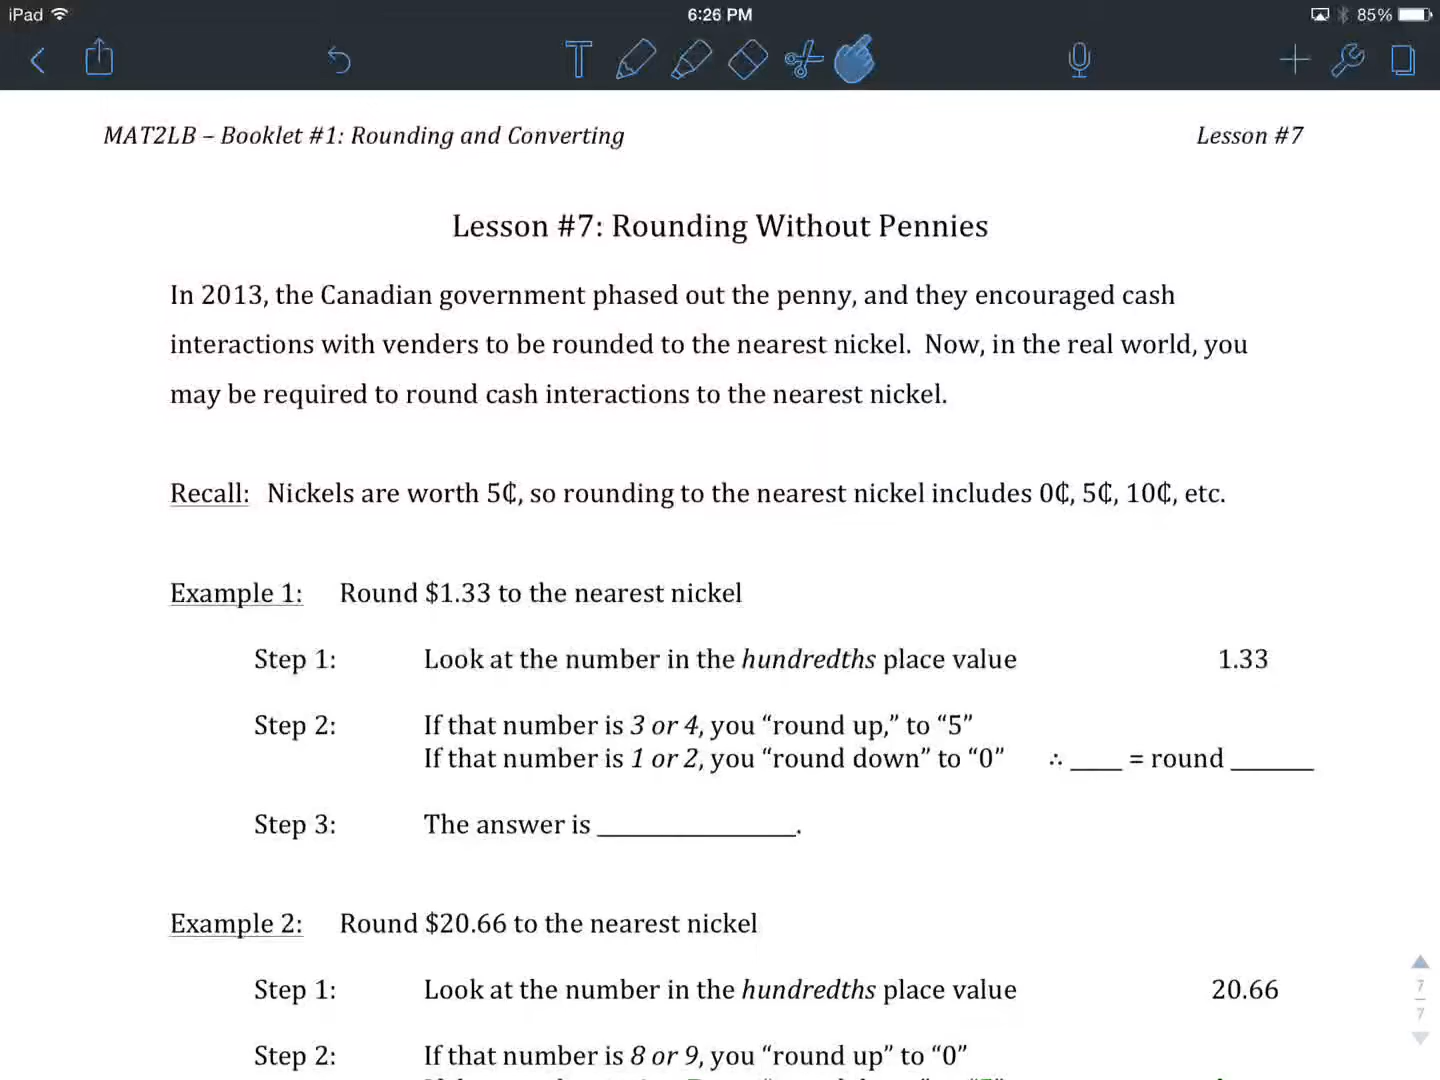 iPad
6:26 PM
85%
T
MAT2LB – Booklet #1: Rounding and Converting
Lesson #7
Lesson #7: Rounding Without Pennies
In 2013, the Canadian government phased out the penny, and they encouraged cash
interactions with venders to be rounded to the nearest nickel. Now, in the real world, you
may be required to round cash interactions to the nearest nickel.
Recall: Nickels are worth 5₵, so rounding to the nearest nickel includes 0₵, 5₵, 10₵, etc.
Example 1: Round $1.33 to the nearest nickel
Step 1: Look at the number in the hundredths place value 1.33
Step 2: If that number is 3 or 4, you “round up,” to “5”
If that number is 1 or 2, you “round down” to “0” ∴ _____ = round ________
Step 3: The answer is ___________________.
Example 2: Round $20.66 to the nearest nickel
Step 1: Look at the number in the hundredths place value 20.66
Step 2: If that number is 8 or 9, you “round up” to “0”
7
7